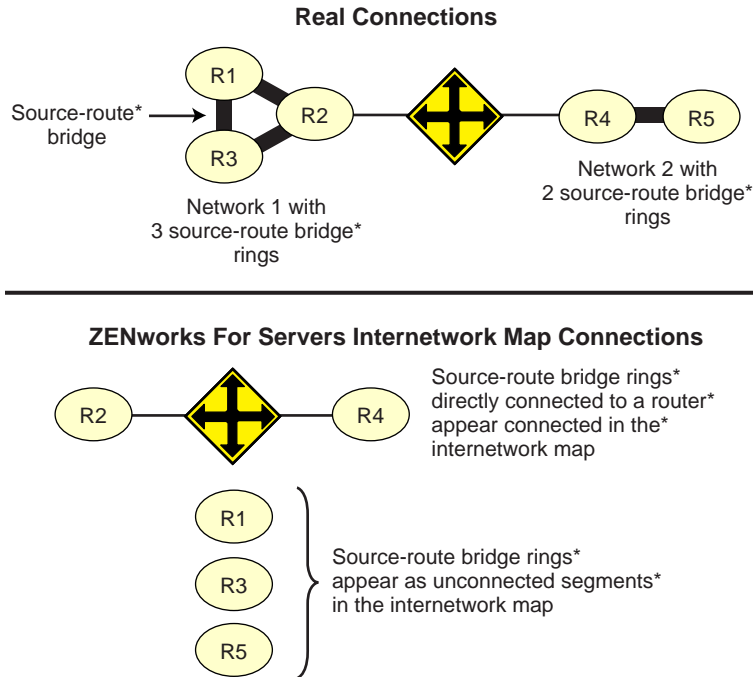 Real Connections
R1
R2
R3
Source-route*
bridge
R4
R5
Network 1 with
3 source-route bridge*
rings
Network 2 with
2 source-route bridge*
rings
ZENworks For Servers Internetwork Map Connections
R2
R4
Source-route bridge rings*
directly connected to a router*
appear connected in the*
internetwork map
R1
R3
R5
Source-route bridge rings*
appear as unconnected segments*
in the internetwork map